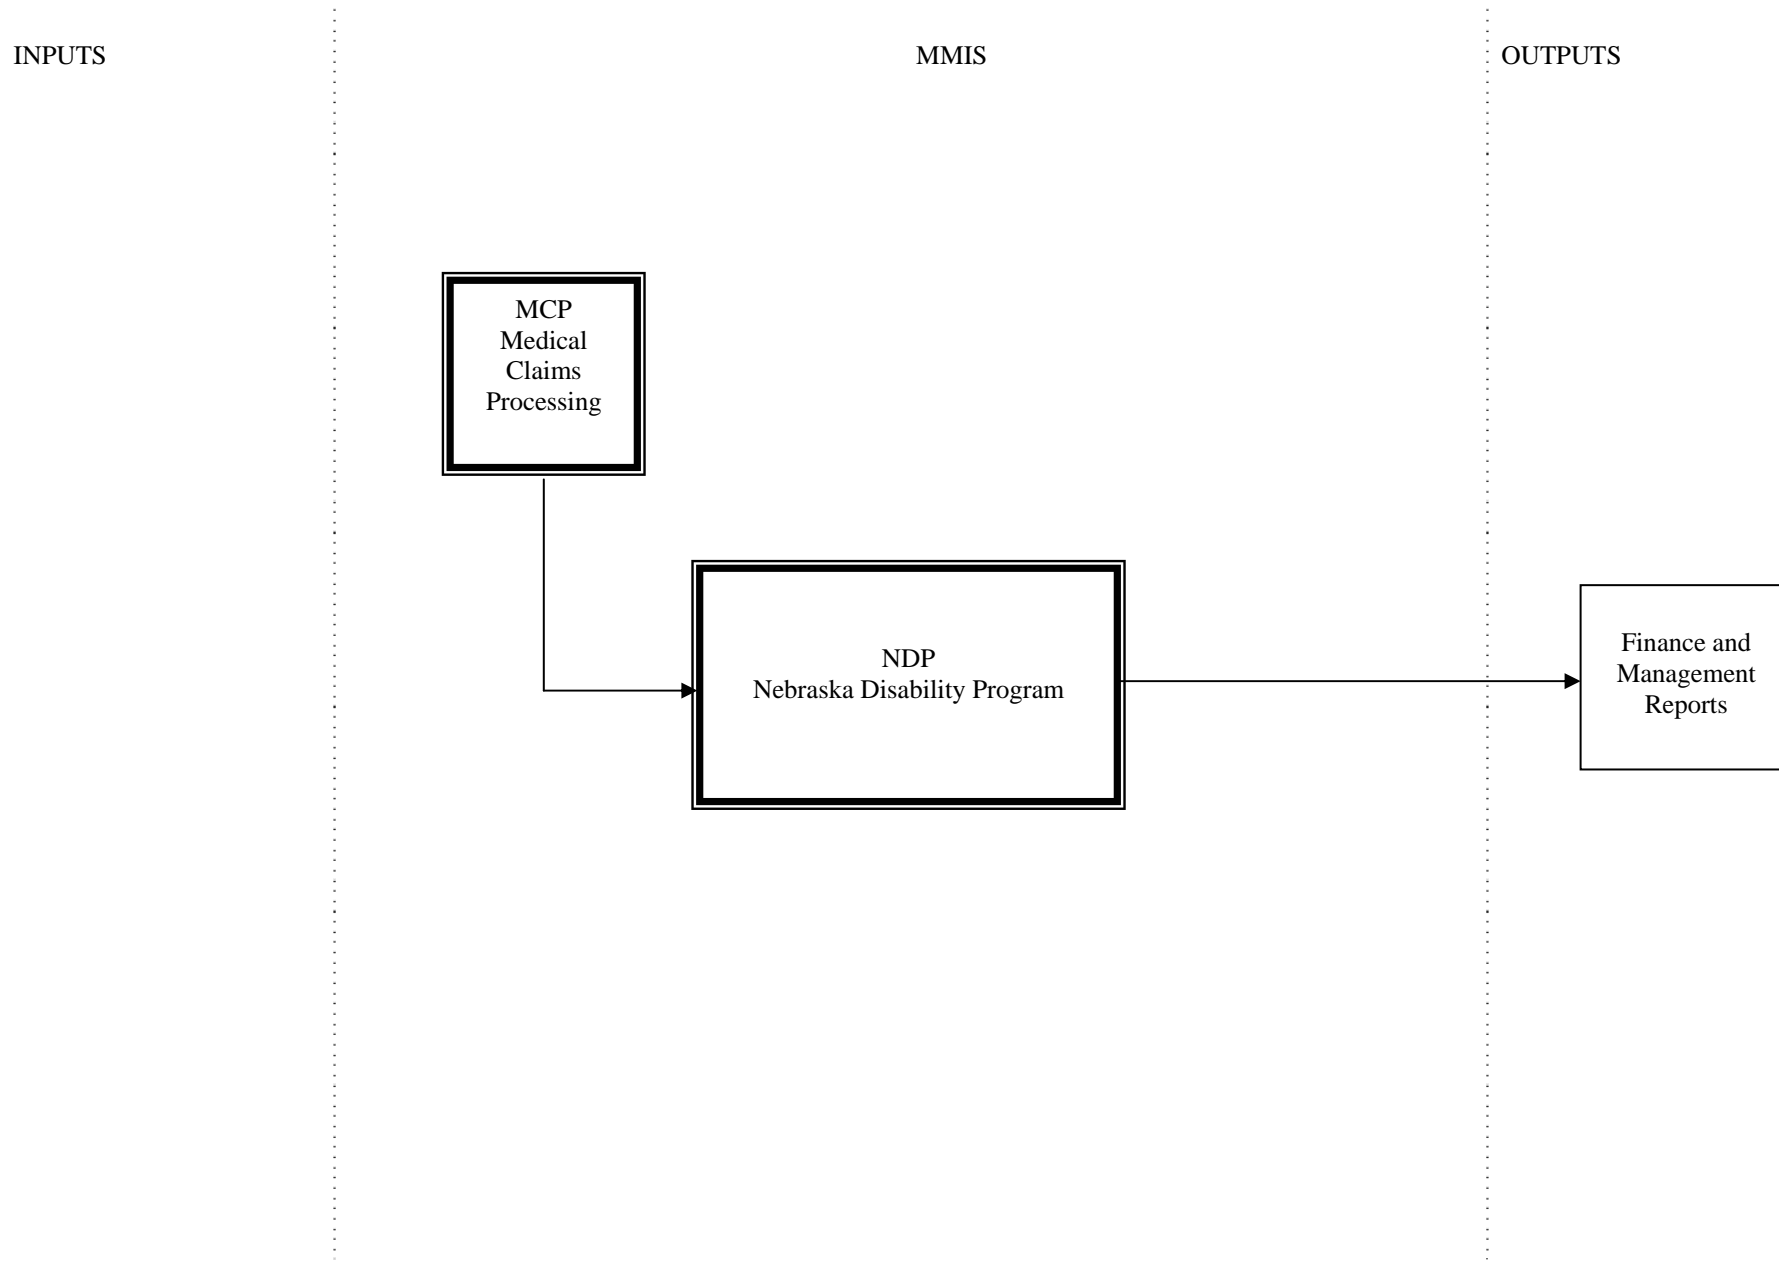 INPUTS
MMIS
OUTPUTS
MCP
Medical
Claims
Processing
NDP
Nebraska Disability Program
Finance and
Management
Reports